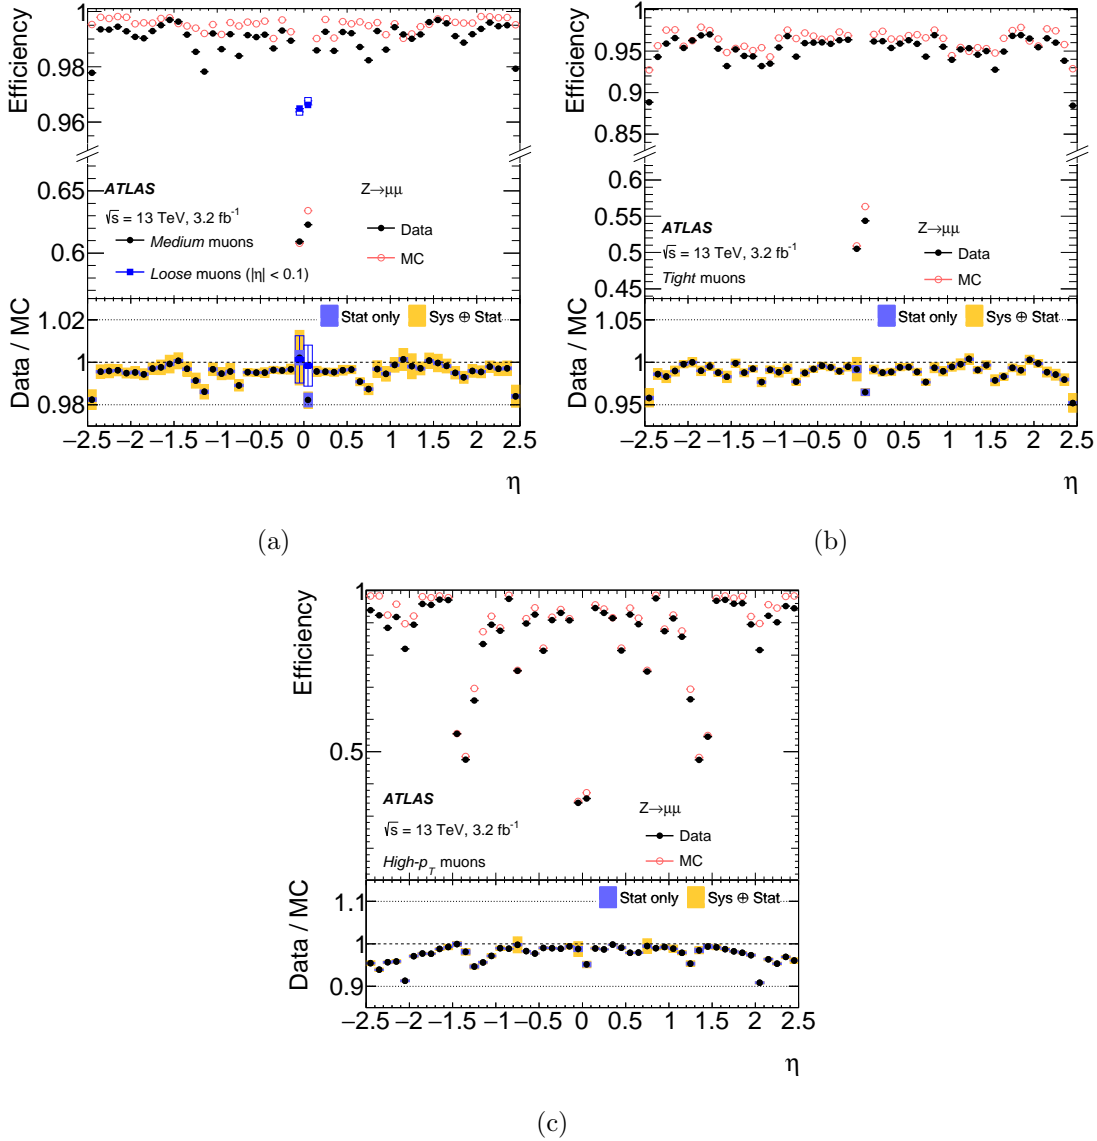 Efficiency
1
0.98
0.96
0.65
0.6
ATLAS
√s = 13 TeV, 3.2 fb⁻¹
Medium muons
Loose muons (|η| < 0.1)
Z→μμ
Data
MC
Data / MC
1.02
1
0.98
Stat only
Sys ⊕ Stat
−2.5 −2 −1.5 −1 −0.5 0 0.5 1 1.5 2 2.5
η
(a)
Efficiency
1
0.95
0.9
0.85
0.6
0.55
0.5
0.45
ATLAS
√s = 13 TeV, 3.2 fb⁻¹
Tight muons
Z→μμ
Data
MC
Data / MC
1.05
1
0.95
Stat only
Sys ⊕ Stat
−2.5 −2 −1.5 −1 −0.5 0 0.5 1 1.5 2 2.5
η
(b)
Efficiency
1
0.5
ATLAS
√s = 13 TeV, 3.2 fb⁻¹
High-p_T muons
Z→μμ
Data
MC
Data / MC
1.1
1
0.9
Stat only
Sys ⊕ Stat
−2.5 −2 −1.5 −1 −0.5 0 0.5 1 1.5 2 2.5
η
(c)